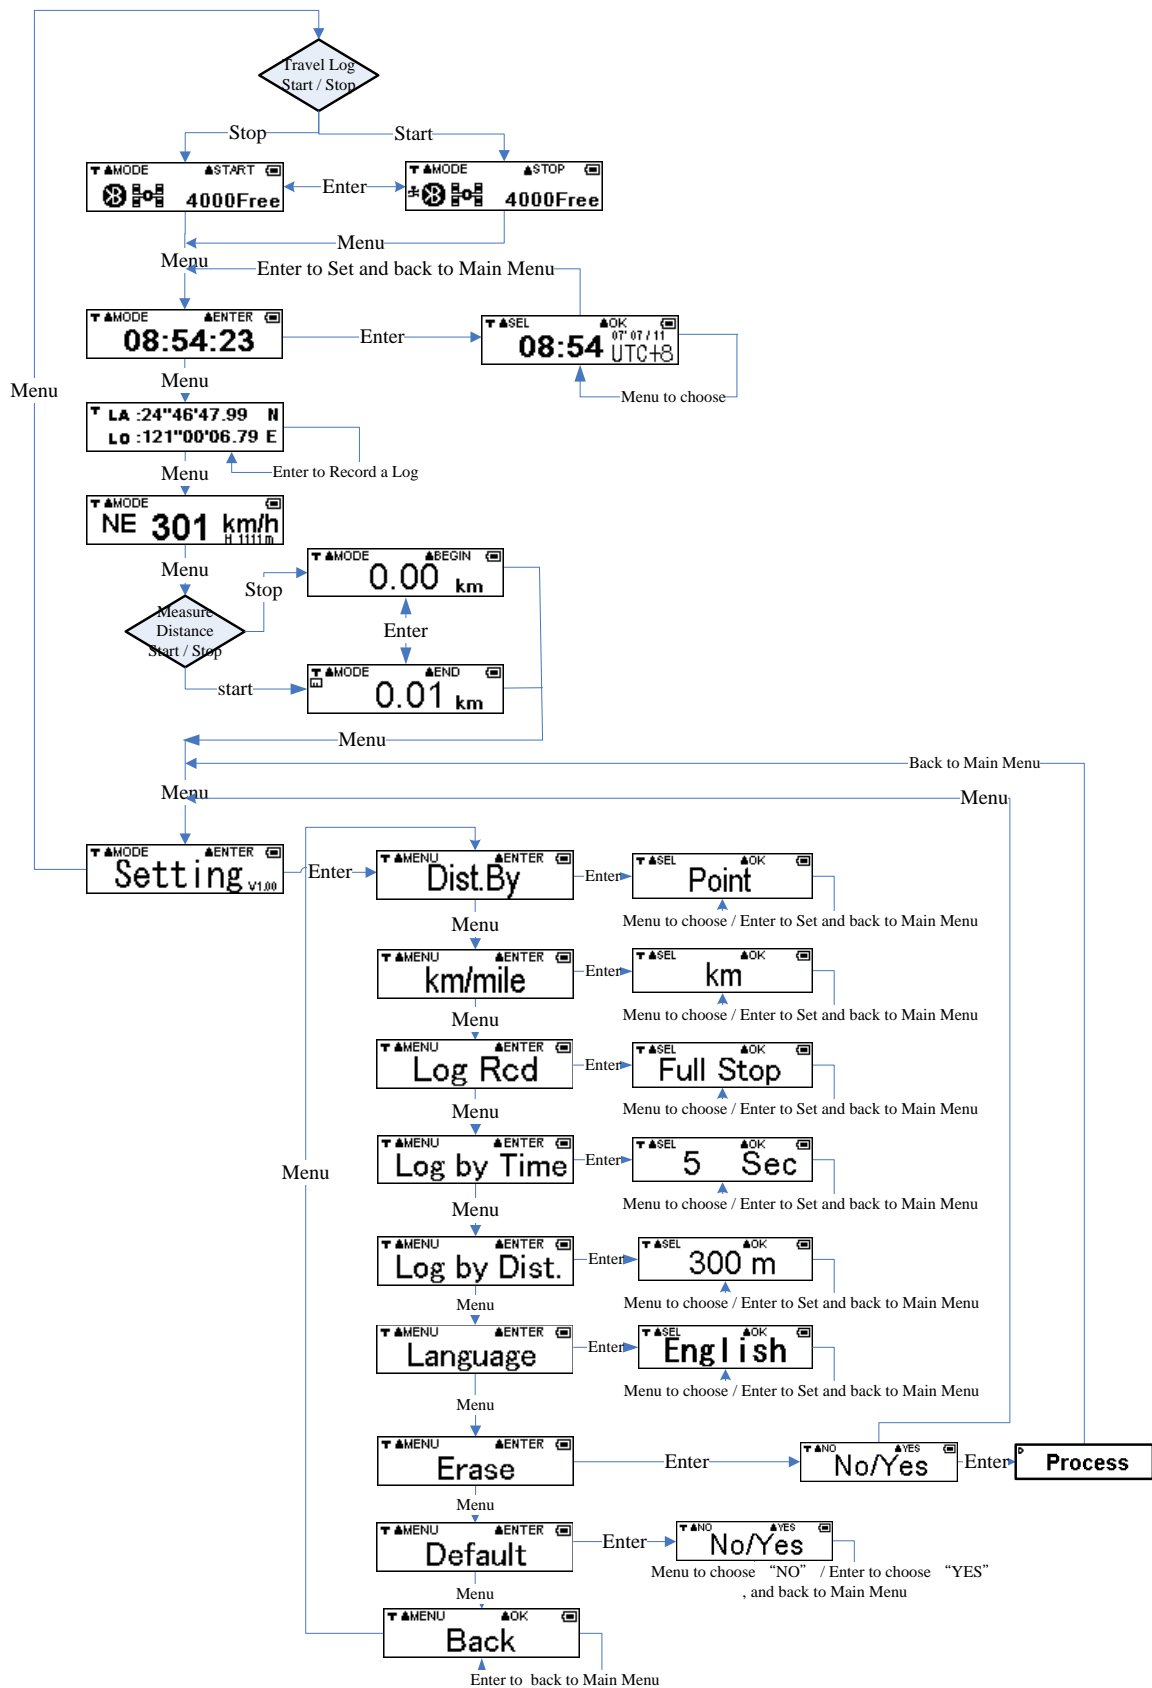 Travel Log
Start / Stop
Stop
Start
MODE START
4000Free
Enter
MODE STOP
4000Free
Menu
Menu
Enter to Set and back to Main Menu
MODE ENTER
08:54:23
Enter
SEL OK
08:54 07' 07/11
UTC+8
Menu to choose
Menu
Menu
LA :24"46'47.99 N
LO :121"00'06.79 E
Enter to Record a Log
Menu
MODE
NE 301 km/h
H 1111m
Menu
Measure
Distance
Start / Stop
Stop
MODE BEGIN
0.00 km
Enter
start
MODE END
0.01 km
Menu
Back to Main Menu
Menu
Menu
MODE ENTER
Setting V1.00
Enter
MENU ENTER
Dist.By
Enter
SEL OK
Point
Menu to choose / Enter to Set and back to Main Menu
Menu
MENU ENTER
km/mile
Enter
SEL OK
km
Menu to choose / Enter to Set and back to Main Menu
Menu
MENU ENTER
Log Rcd
Enter
SEL OK
Full Stop
Menu to choose / Enter to Set and back to Main Menu
Menu
MENU ENTER
Log by Time
Enter
SEL OK
5 Sec
Menu to choose / Enter to Set and back to Main Menu
Menu
Menu
MENU ENTER
Log by Dist.
Enter
SEL OK
300 m
Menu to choose / Enter to Set and back to Main Menu
Menu
MENU ENTER
Language
Enter
SEL OK
English
Menu to choose / Enter to Set and back to Main Menu
Menu
MENU ENTER
Erase
Enter
NO YES
No/Yes
Enter
Process
Menu
MENU ENTER
Default
Enter
NO YES
No/Yes
Menu to choose “NO” / Enter to choose “YES”
, and back to Main Menu
Menu
MENU OK
Back
Enter to back to Main Menu